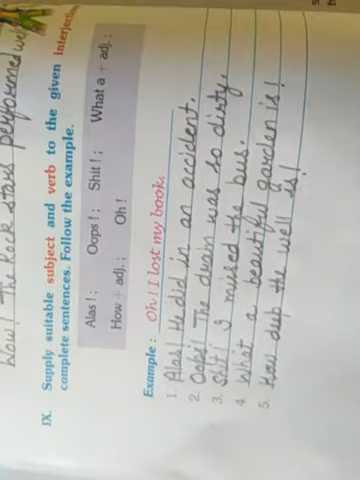 Wow! The Rock stars performed we
IX. Supply suitable subject and verb to the given interjec
complete sentences. Follow the example.
Alas!; Oops!; Shit!; What a + adj.;
How + adj.; Oh!
Example: Oh! I lost my book.
1. Alas! He did in an accident.
2. Oops! The drain was so dirty.
3. Shit! I missed the bus.
4. What a beautiful garden is!
5. How deep the well is!